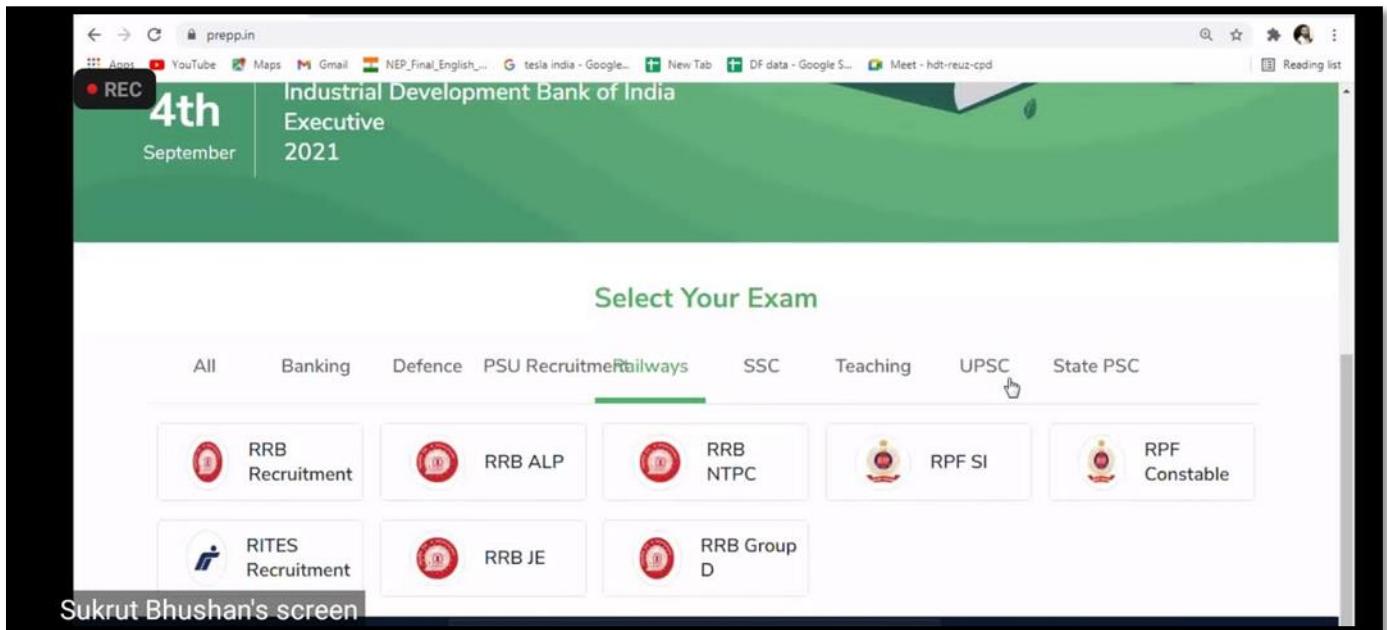 prepp.in
Apps YouTube Maps Gmail NEP_Final_English_... tesla india - Google... New Tab DF data - Google S... Meet - hdt-reuz-cpd Reading list
REC
4th
September
Industrial Development Bank of India
Executive
2021
Select Your Exam
All Banking Defence PSU Recruitment Railways SSC Teaching UPSC State PSC
RRB
Recruitment
RRB ALP
RRB
NTPC
RPF SI
RPF
Constable
RITES
Recruitment
RRB JE
RRB Group
D
Sukrut Bhushan's screen